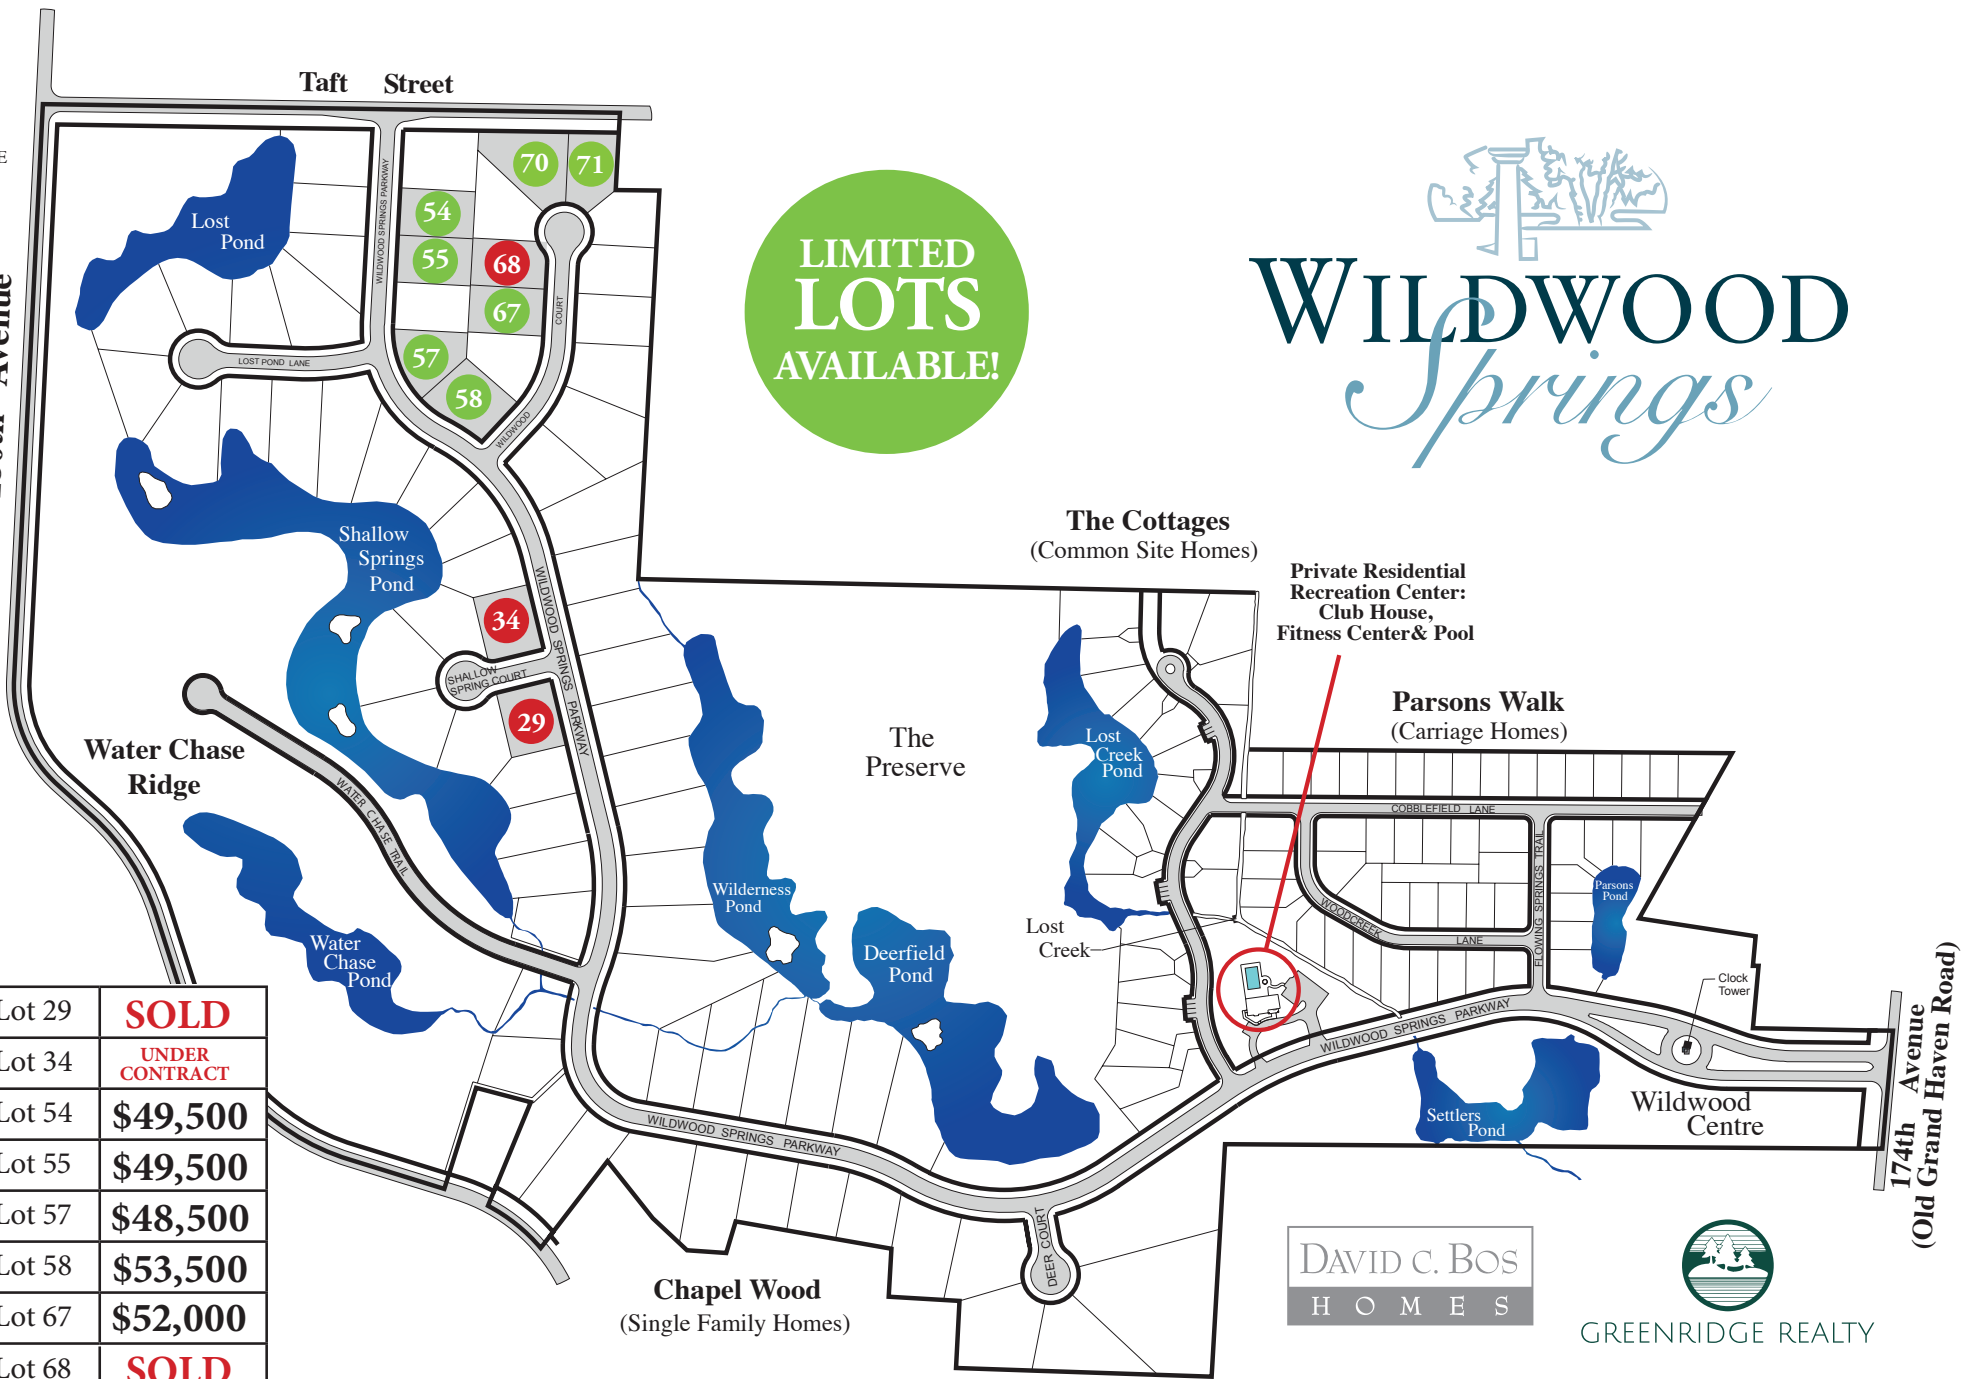 Taft Street
E
Avenue
WILDWOOD SPRINGS PARKWAY
Lost
Pond
70
71
54
55
68
67
57
58
COURT
WILDWOOD
LOST POND LANE
LIMITED
LOTS
AVAILABLE!
WILDWOOD
Springs
Shallow
Springs
Pond
34
SHALLOW
SPRING COURT
29
WILDWOOD SPRINGS PARKWAY
The Cottages
(Common Site Homes)
Private Residential
Recreation Center:
Club House,
Fitness Center& Pool
Parsons Walk
(Carriage Homes)
Water Chase
Ridge
WATER CHASE TRAIL
The
Preserve
Lost
Creek
Pond
COBBLEFIELD LANE
FLOWING SPRINGS TRAIL
WOODCREEK
LANE
Parsons
Pond
Wilderness
Pond
Water
Chase
Pond
Deerfield
Pond
Lost
Creek
Clock
Tower
WILDWOOD SPRINGS PARKWAY
Settlers
Pond
Wildwood
Centre
174th Avenue
(Old Grand Haven Road)
WILDWOOD SPRINGS PARKWAY
DEER COURT
Chapel Wood
(Single Family Homes)
Lot 29 SOLD
Lot 34 UNDER
CONTRACT
Lot 54 $49,500
Lot 55 $49,500
Lot 57 $48,500
Lot 58 $53,500
Lot 67 $52,000
Lot 68 SOLD
DAVID C. BOS
HOMES
GREENRIDGE REALTY